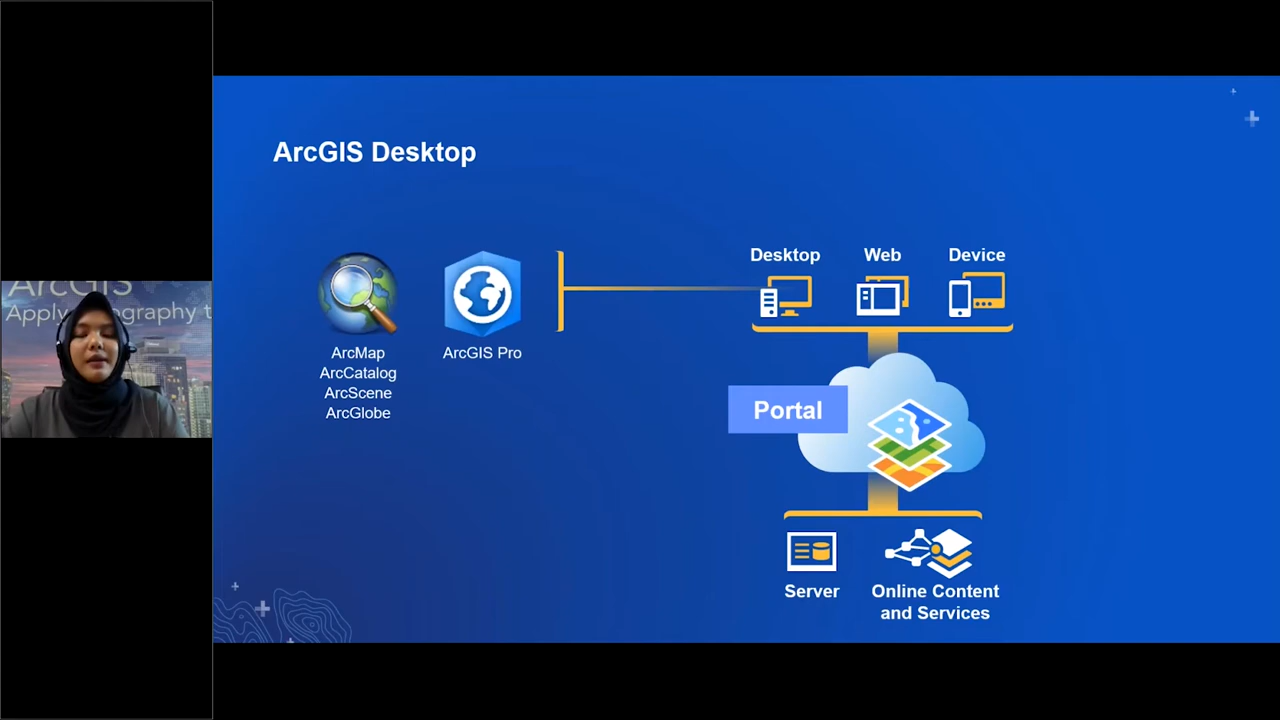 ArcGIS Desktop
Desktop
Web
Device
ArcMap
ArcCatalog
ArcScene
ArcGlobe
ArcGIS Pro
Portal
Server
Online Content
and Services
ArcGIS
Apply